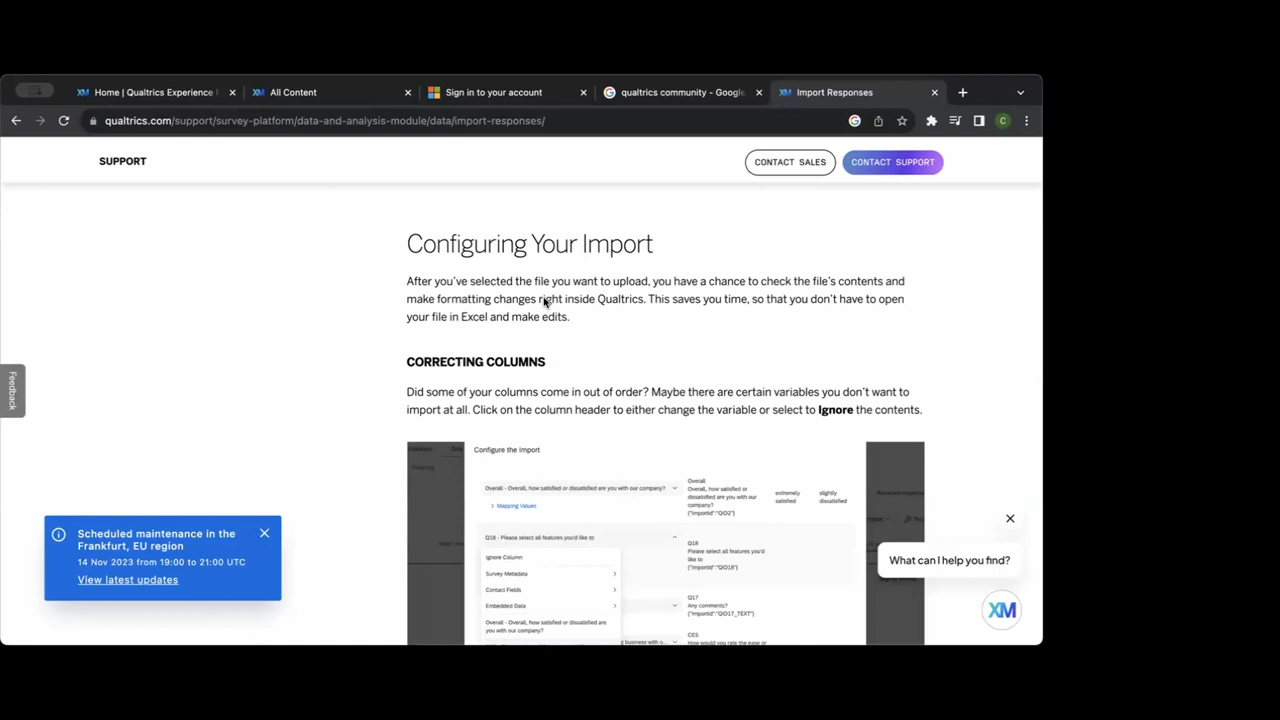 Home | Qualtrics Experience
All Content
Sign in to your account
qualtrics community - Google
Import Responses
qualtrics.com/support/survey-platform/data-and-analysis-module/data/import-responses/
C
SUPPORT
CONTACT SALES
CONTACT SUPPORT
Configuring Your Import
After you've selected the file you want to upload, you have a chance to check the file's contents and
make formatting changes right inside Qualtrics. This saves you time, so that you don't have to open
your file in Excel and make edits.
Feedback
CORRECTING COLUMNS
Did some of your columns come in out of order? Maybe there are certain variables you don't want to
import at all. Click on the column header to either change the variable or select to Ignore the contents.
Configure the Import
Overall - Overall, how satisfied or dissatisfied are you with our company?
Mapping Values
Overall
Overall, how satisfied or
dissatisfied are you with our
company?
{"ImportId":"QID2"}
extremely
satisfied
slightly
dissatisfied
Q18 - Please select all features you'd like to
Q18
Please select all features you'd
like to
{"ImportId":"QID18"}
Ignore Column
Survey Metadata
Contact Fields
Embedded Data
Overall - Overall, how satisfied or dissatisfied are
you with our company?
Q17
Any comments?
{"ImportId":"QID17_TEXT"}
CES
How would you rate the ease or
Scheduled maintenance in the
Frankfurt, EU region
14 Nov 2023 from 19:00 to 21:00 UTC
View latest updates
What can I help you find?
XM